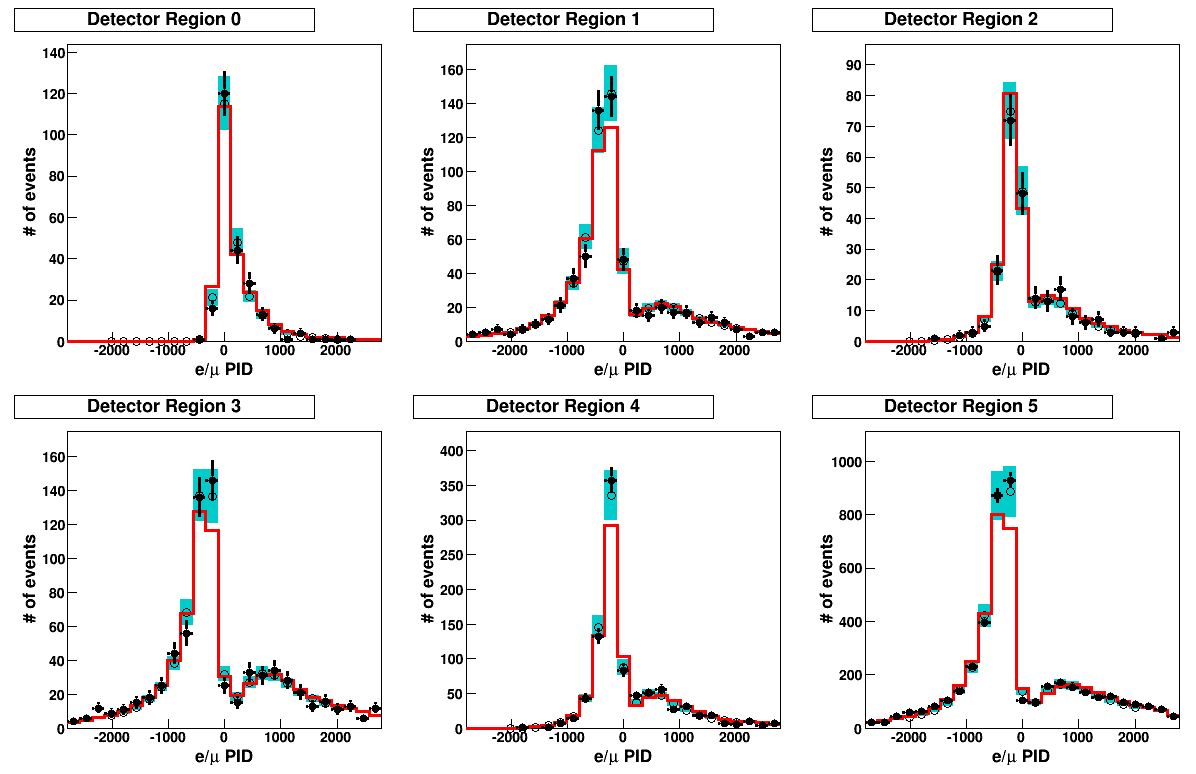 Detector Region 0
# of events
140
120
100
80
60
40
20
0
-2000 -1000 0 1000 2000
e/μ PID
Detector Region 1
# of events
160
140
120
100
80
60
40
20
0
-2000 -1000 0 1000 2000
e/μ PID
Detector Region 2
# of events
90
80
70
60
50
40
30
20
10
0
-2000 -1000 0 1000 2000
e/μ PID
Detector Region 3
# of events
160
140
120
100
80
60
40
20
0
-2000 -1000 0 1000 2000
e/μ PID
Detector Region 4
# of events
400
350
300
250
200
150
100
50
0
-2000 -1000 0 1000 2000
e/μ PID
Detector Region 5
# of events
1000
800
600
400
200
0
-2000 -1000 0 1000 2000
e/μ PID